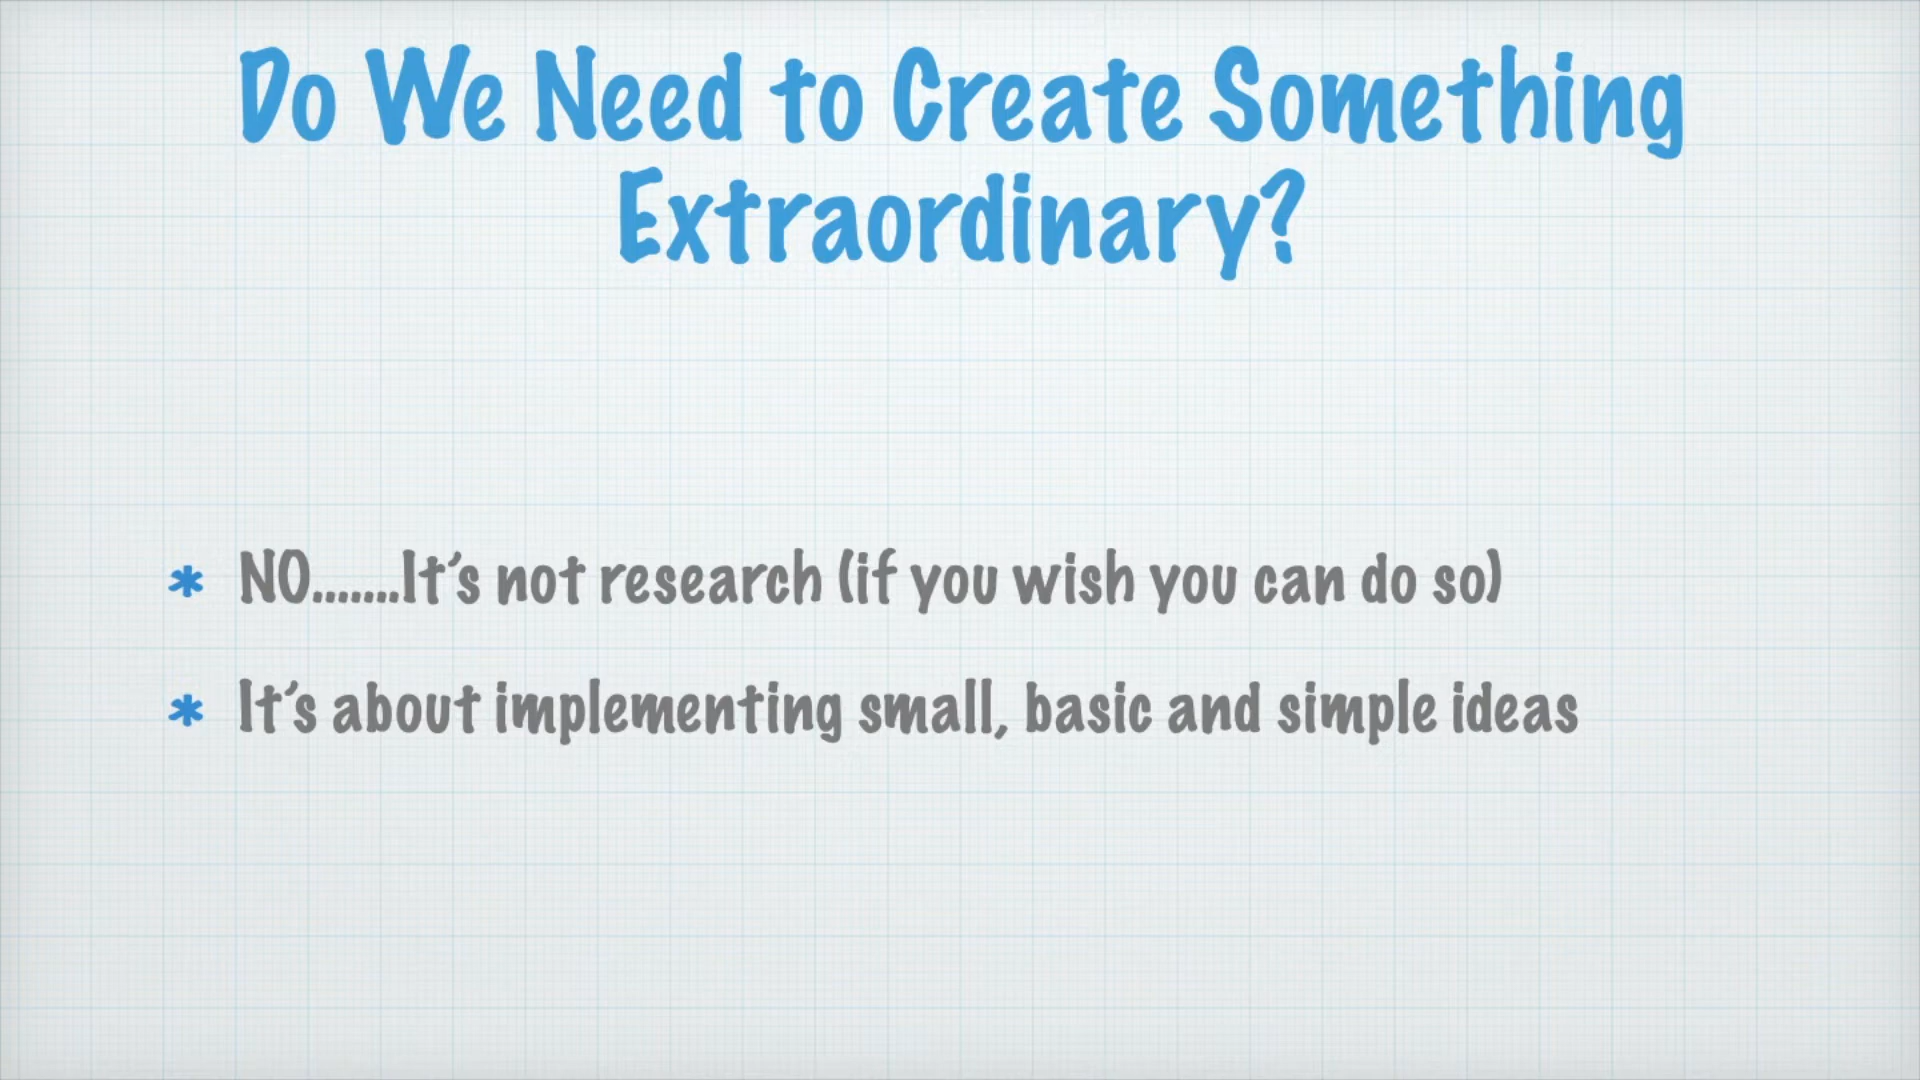 Do We Need to Create Something
Extraordinary?
* NO.......It's not research (if you wish you can do so)
* It's about implementing small, basic and simple ideas